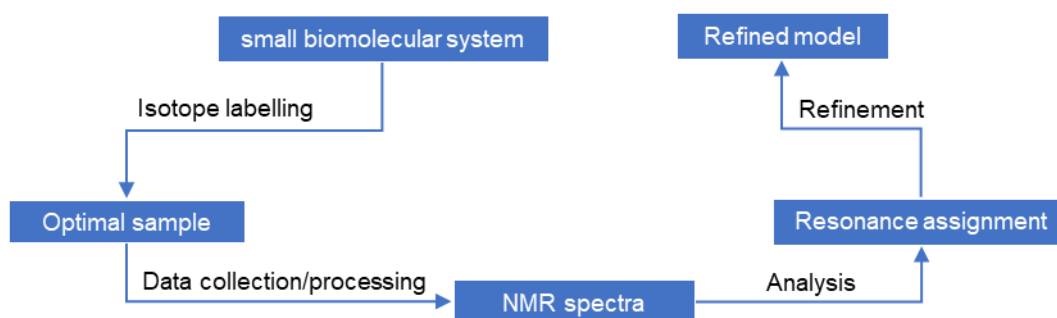 small biomolecular system
Refined model
Isotope labelling
Refinement
Optimal sample
Resonance assignment
Data collection/processing
Analysis
NMR spectra